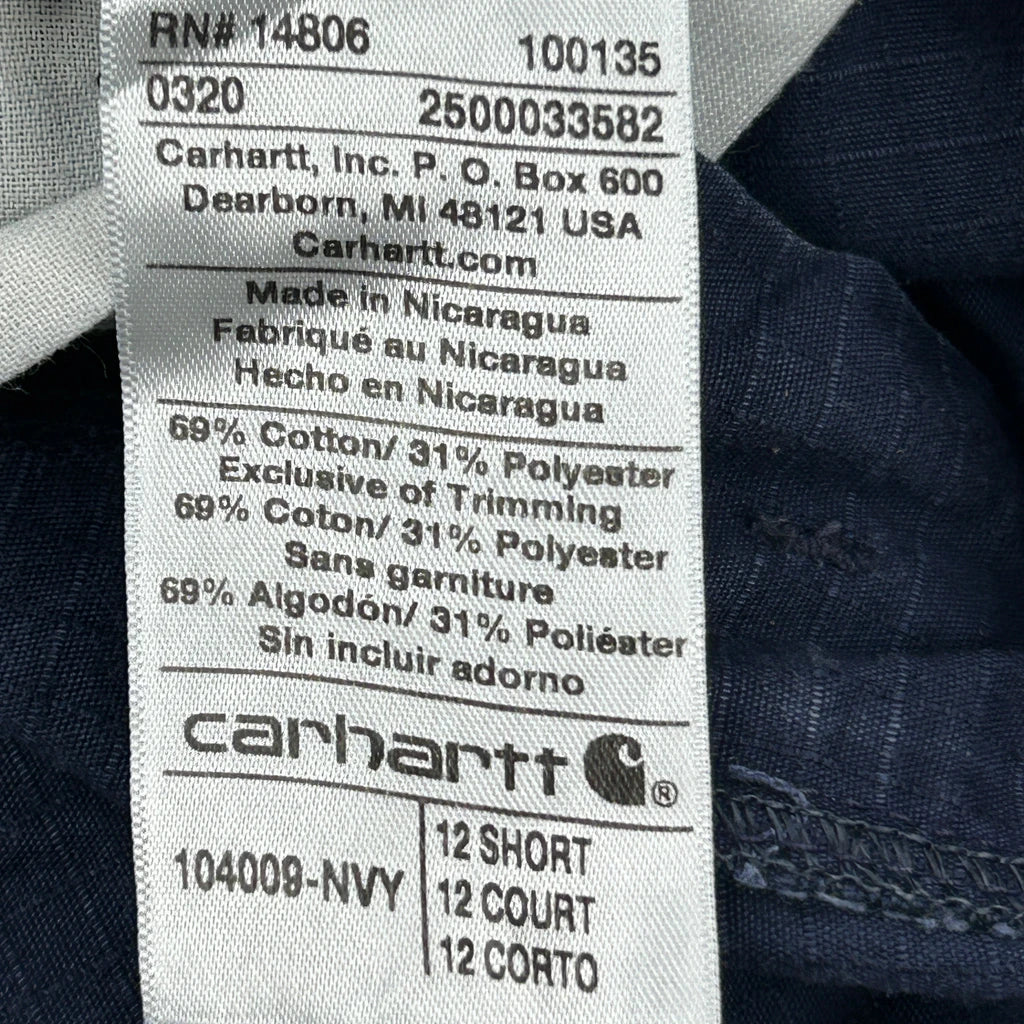 RN# 14806 100135
0320 2500033582
Carhartt, Inc. P. O. Box 600
Dearborn, MI 48121 USA
Carhartt.com
Made in Nicaragua
Fabriqué au Nicaragua
Hecho en Nicaragua
69% Cotton/ 31% Polyester
Exclusive of Trimming
69% Coton/ 31% Polyester
Sans garniture
69% Algodón/ 31% Poliéster
Sin incluir adorno
carhartt ®
104009-NVY
12 SHORT
12 COURT
12 CORTO